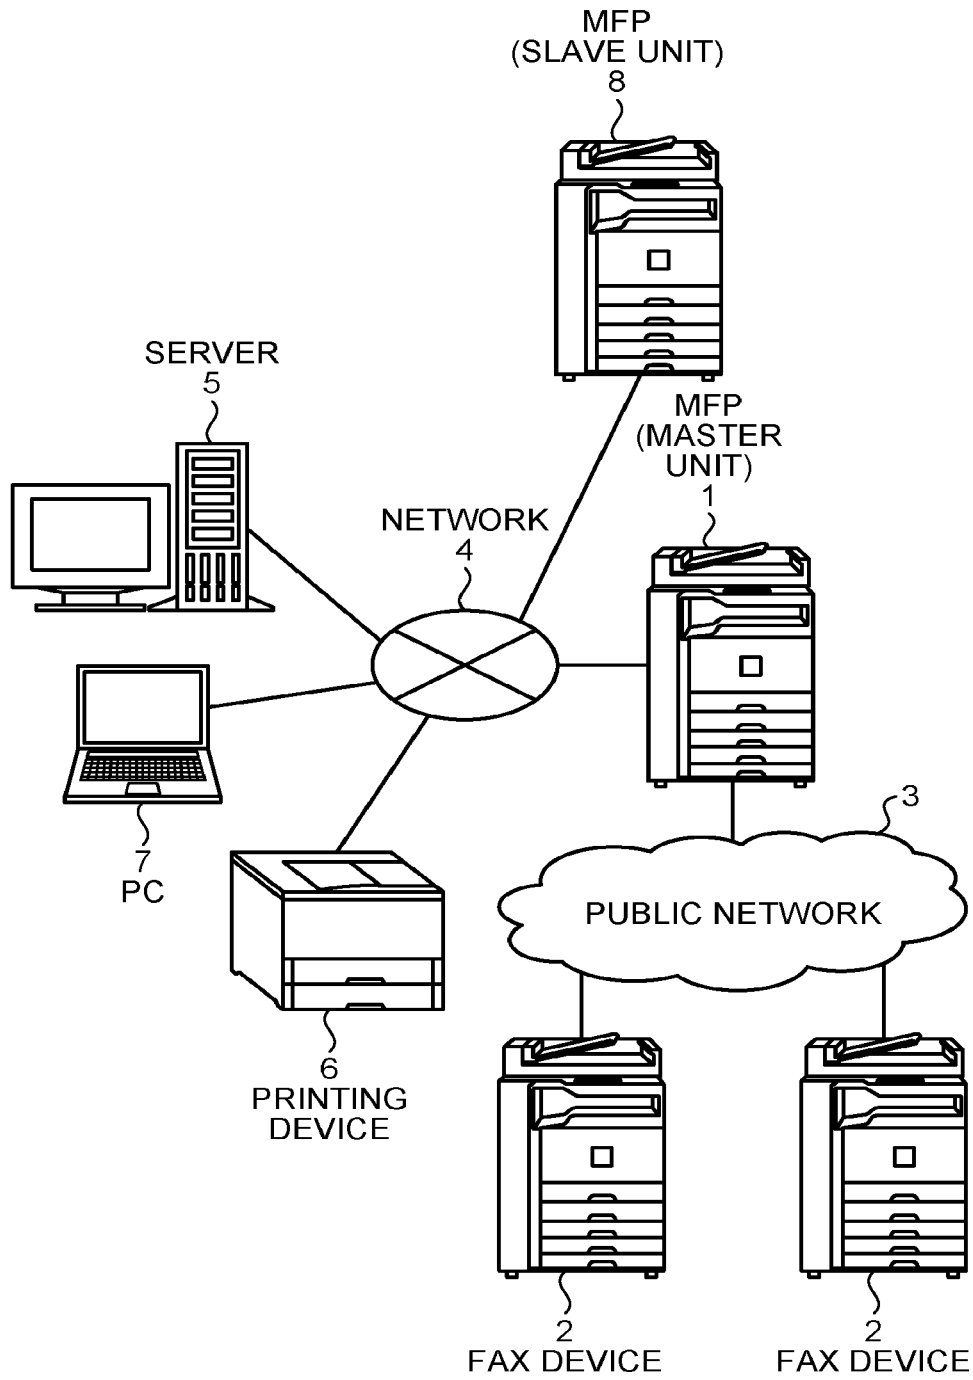 MFP
(SLAVE UNIT)
8
SERVER
5
MFP
(MASTER
UNIT)
1
NETWORK
4
3
7
PC
PUBLIC NETWORK
6
PRINTING
DEVICE
2
FAX DEVICE
2
FAX DEVICE